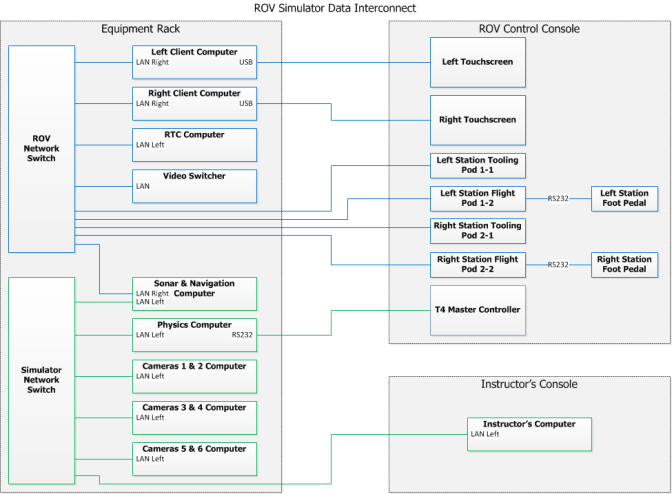 ROV Simulator Data Interconnect
Equipment Rack
ROV
Network
Switch
Left Client Computer
LAN Right USB
Right Client Computer
LAN Right USB
RTC Computer
LAN Left
Video Switcher
LAN
Sonar & Navigation
LAN Right Computer
LAN Left
Simulator
Network
Switch
Physics Computer
LAN Left RS232
Cameras 1 & 2 Computer
LAN Left
Cameras 3 & 4 Computer
LAN Left
Cameras 5 & 6 Computer
LAN Left
ROV Control Console
Left Touchscreen
Right Touchscreen
Left Station Tooling
Pod 1-1
Left Station Flight
Pod 1-2
RS232
Left Station
Foot Pedal
Right Station Tooling
Pod 2-1
Right Station Flight
Pod 2-2
RS232
Right Station
Foot Pedal
T4 Master Controller
Instructor's Console
Instructor's Computer
LAN Left